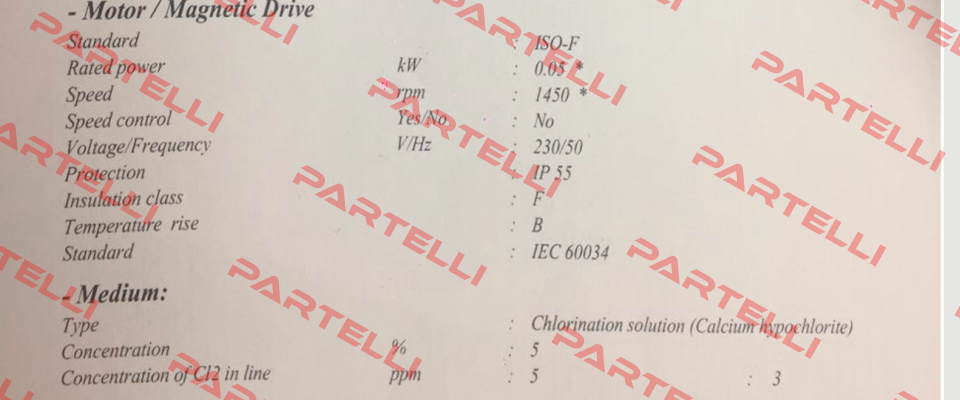 - Motor / Magnetic Drive
Standard : ISO-F
Rated power kW : 0.05 *
Speed rpm : 1450 *
Speed control Yes/No : No
Voltage/Frequency V/Hz : 230/50
Protection : IP 55
Insulation class : F
Temperature rise : B
Standard : IEC 60034
- Medium:
Type : Chlorination solution (Calcium hypochlorite)
Concentration % : 5
Concentration of Cl2 in line ppm : 5 : 3
PARTELLI